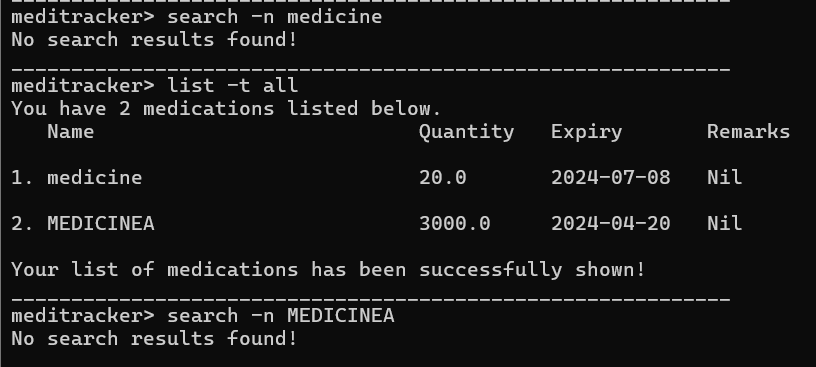 ____________________________________________________________
meditracker> search -n medicine
No search results found!
____________________________________________________________
meditracker> list -t all
You have 2 medications listed below.
   Name                           Quantity   Expiry       Remarks
1. medicine                       20.0       2024-07-08   Nil
2. MEDICINEA                      3000.0     2024-04-20   Nil
Your list of medications has been successfully shown!
____________________________________________________________
meditracker> search -n MEDICINEA
No search results found!